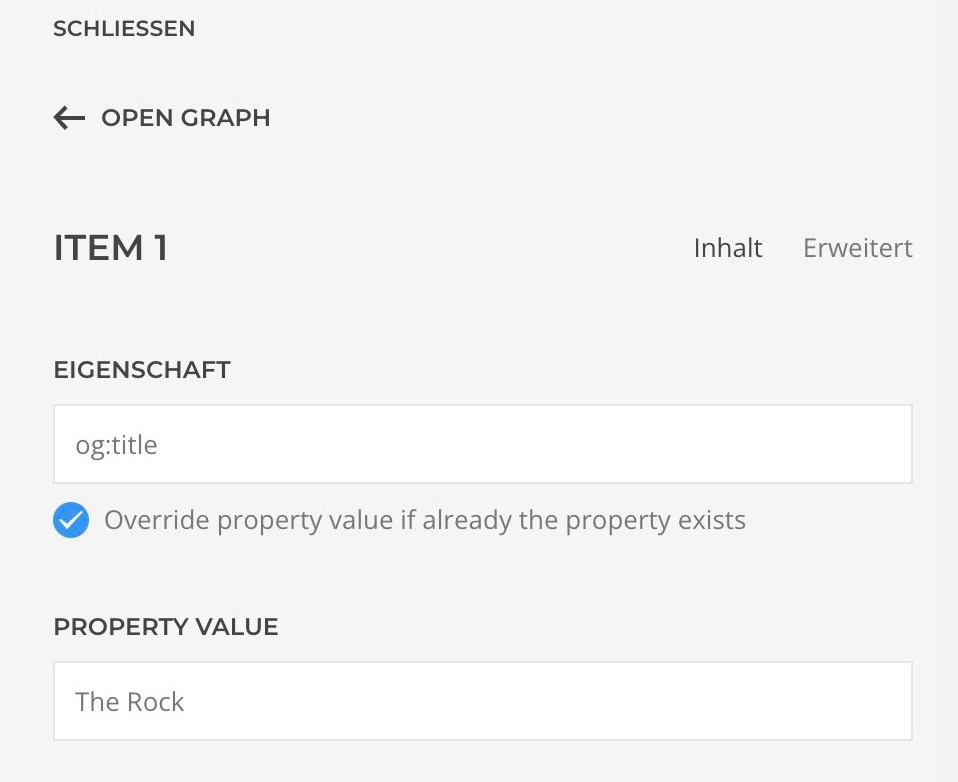 SCHLIESSEN
OPEN GRAPH
ITEM 1 Inhalt Erweitert
EIGENSCHAFT
og:title
Override property value if already the property exists
PROPERTY VALUE
The Rock